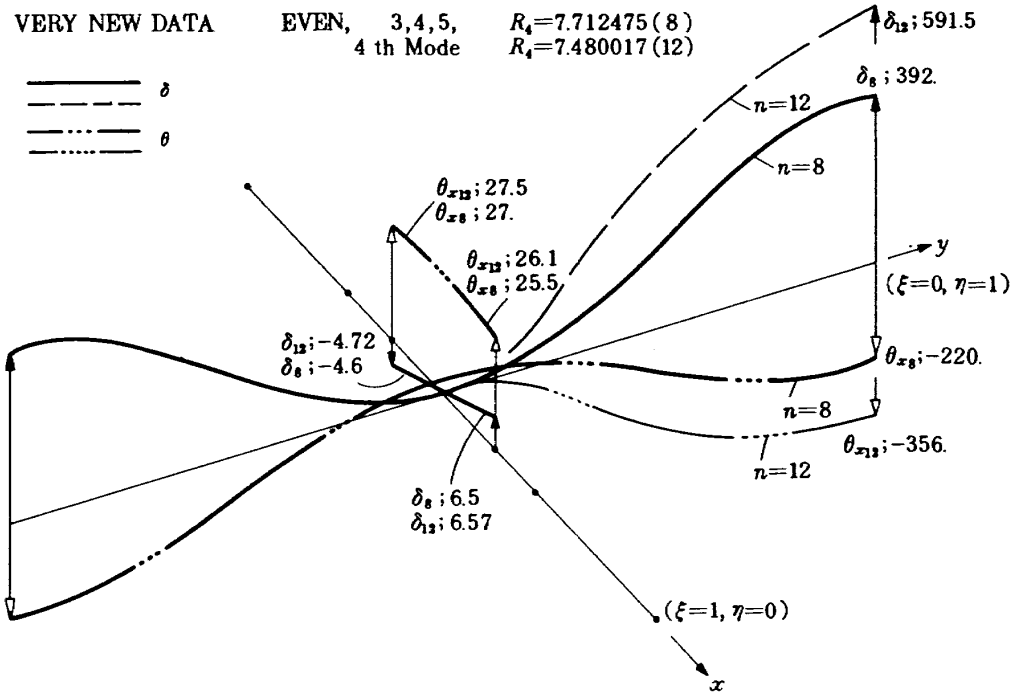 VERY NEW DATA EVEN, 3,4,5, R₄=7.712475(8)
4 th Mode R₄=7.480017(12)
δ
θ
δ₁₂; 591.5
δ₈; 392.
n=12
n=8
θx₁₂; 27.5
θx₈; 27.
θx₁₂; 26.1
θx₈; 25.5
y
(ξ=0, η=1)
δ₁₂; -4.72
δ₈; -4.6
θx₈; -220.
n=8
θx₁₂; -356.
n=12
δ₈; 6.5
δ₁₂; 6.57
(ξ=1, η=0)
x